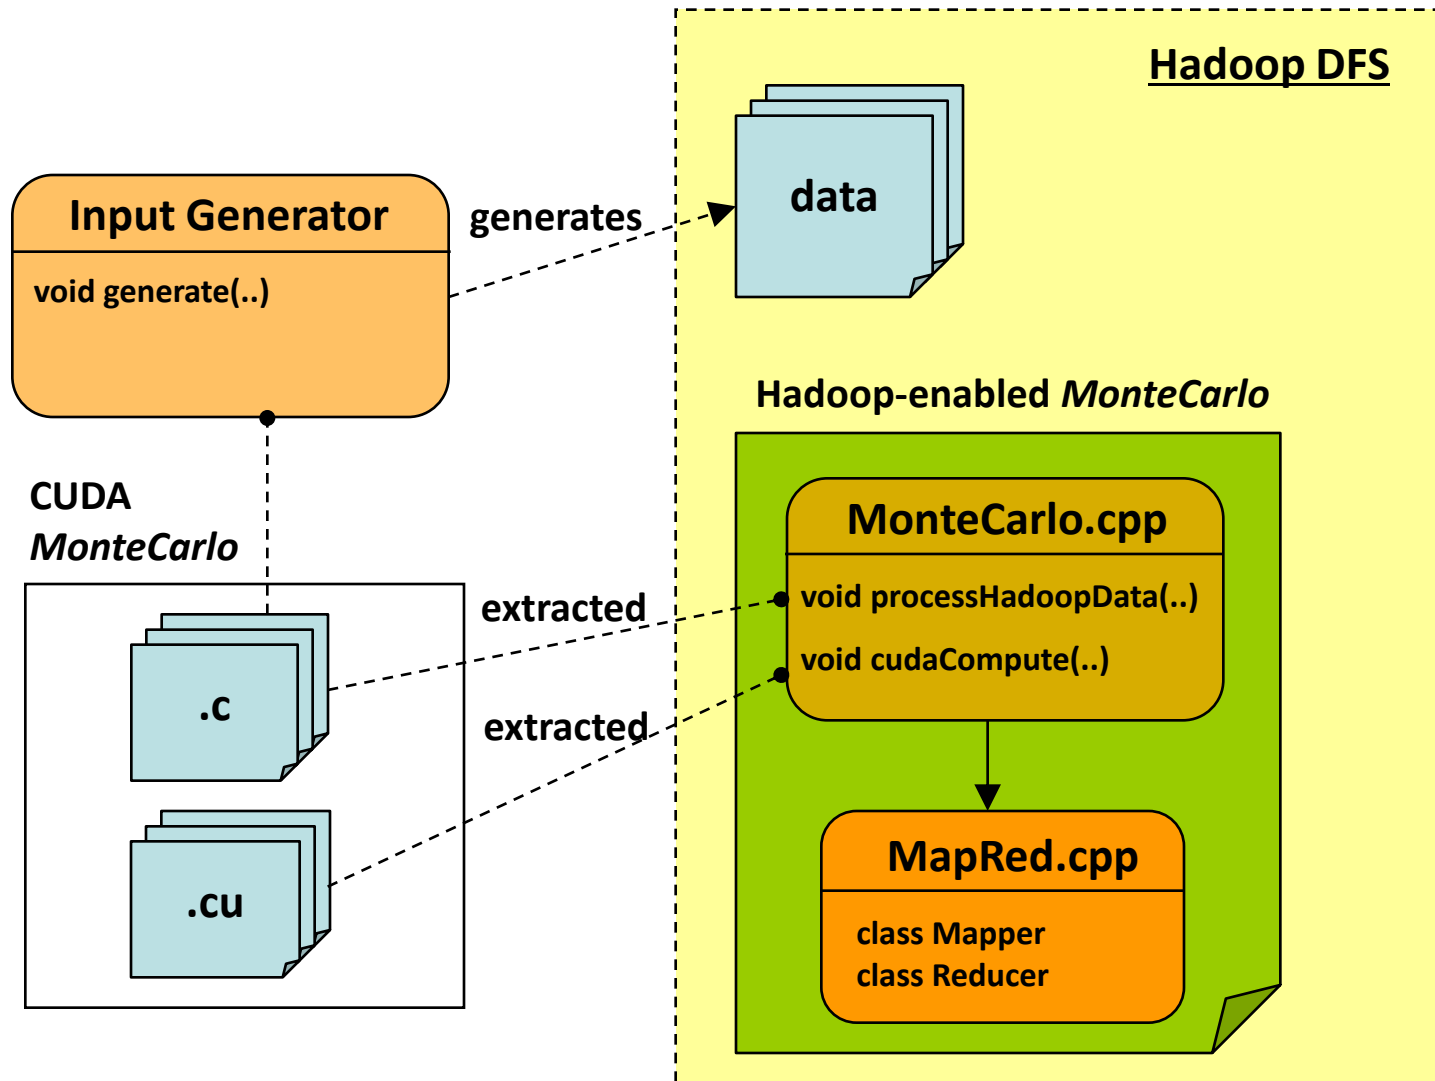 Hadoop DFS
data
Input Generator
void generate(..)
generates
Hadoop-enabled MonteCarlo
CUDA
MonteCarlo
MonteCarlo.cpp
void processHadoopData(..)
void cudaCompute(..)
extracted
.c
extracted
.cu
MapRed.cpp
class Mapper
class Reducer